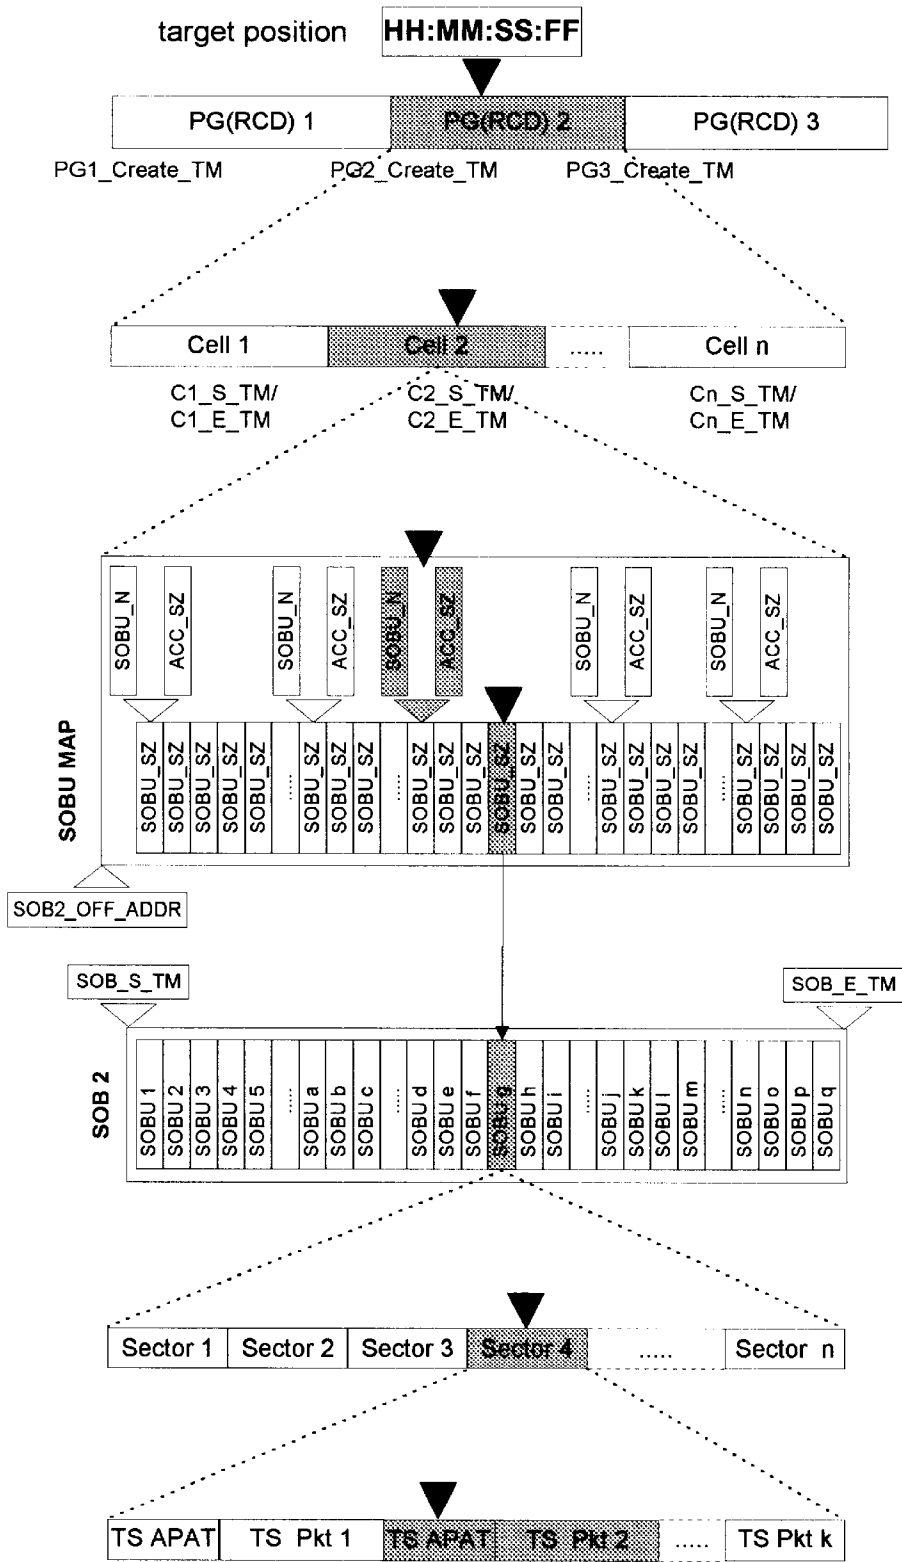 target position HH:MM:SS:FF
PG(RCD) 1 PG(RCD) 2 PG(RCD) 3
PG1_Create_TM PG2_Create_TM PG3_Create_TM
Cell 1 Cell 2 ..... Cell n
C1_S_TM/ C2_S_TM/ Cn_S_TM/
C1_E_TM C2_E_TM Cn_E_TM
SOBU_N ACC_SZ SOBU_N ACC_SZ SOBU_N ACC_SZ SOBU_N ACC_SZ SOBU_N ACC_SZ
SOBU MAP
SOBU_SZ SOBU_SZ SOBU_SZ SOBU_SZ SOBU_SZ ..... SOBU_SZ SOBU_SZ SOBU_SZ ..... SOBU_SZ SOBU_SZ SOBU_SZ SOBU_SZ SOBU_SZ SOBU_SZ ..... SOBU_SZ SOBU_SZ SOBU_SZ SOBU_SZ ..... SOBU_SZ SOBU_SZ SOBU_SZ SOBU_SZ
SOB2_OFF_ADDR
SOB_S_TM SOB_E_TM
SOB 2
SOBU 1 SOBU 2 SOBU 3 SOBU 4 SOBU 5 ..... SOBU a SOBU b SOBU c ..... SOBU d SOBU e SOBU f SOBU g SOBU h SOBU i ..... SOBU j SOBU k SOBU l SOBU m ..... SOBU n SOBU o SOBU p SOBU q
Sector 1 Sector 2 Sector 3 Sector 4 ..... Sector n
TS APAT TS Pkt 1 TS APAT TS Pkt 2 ..... TS Pkt k